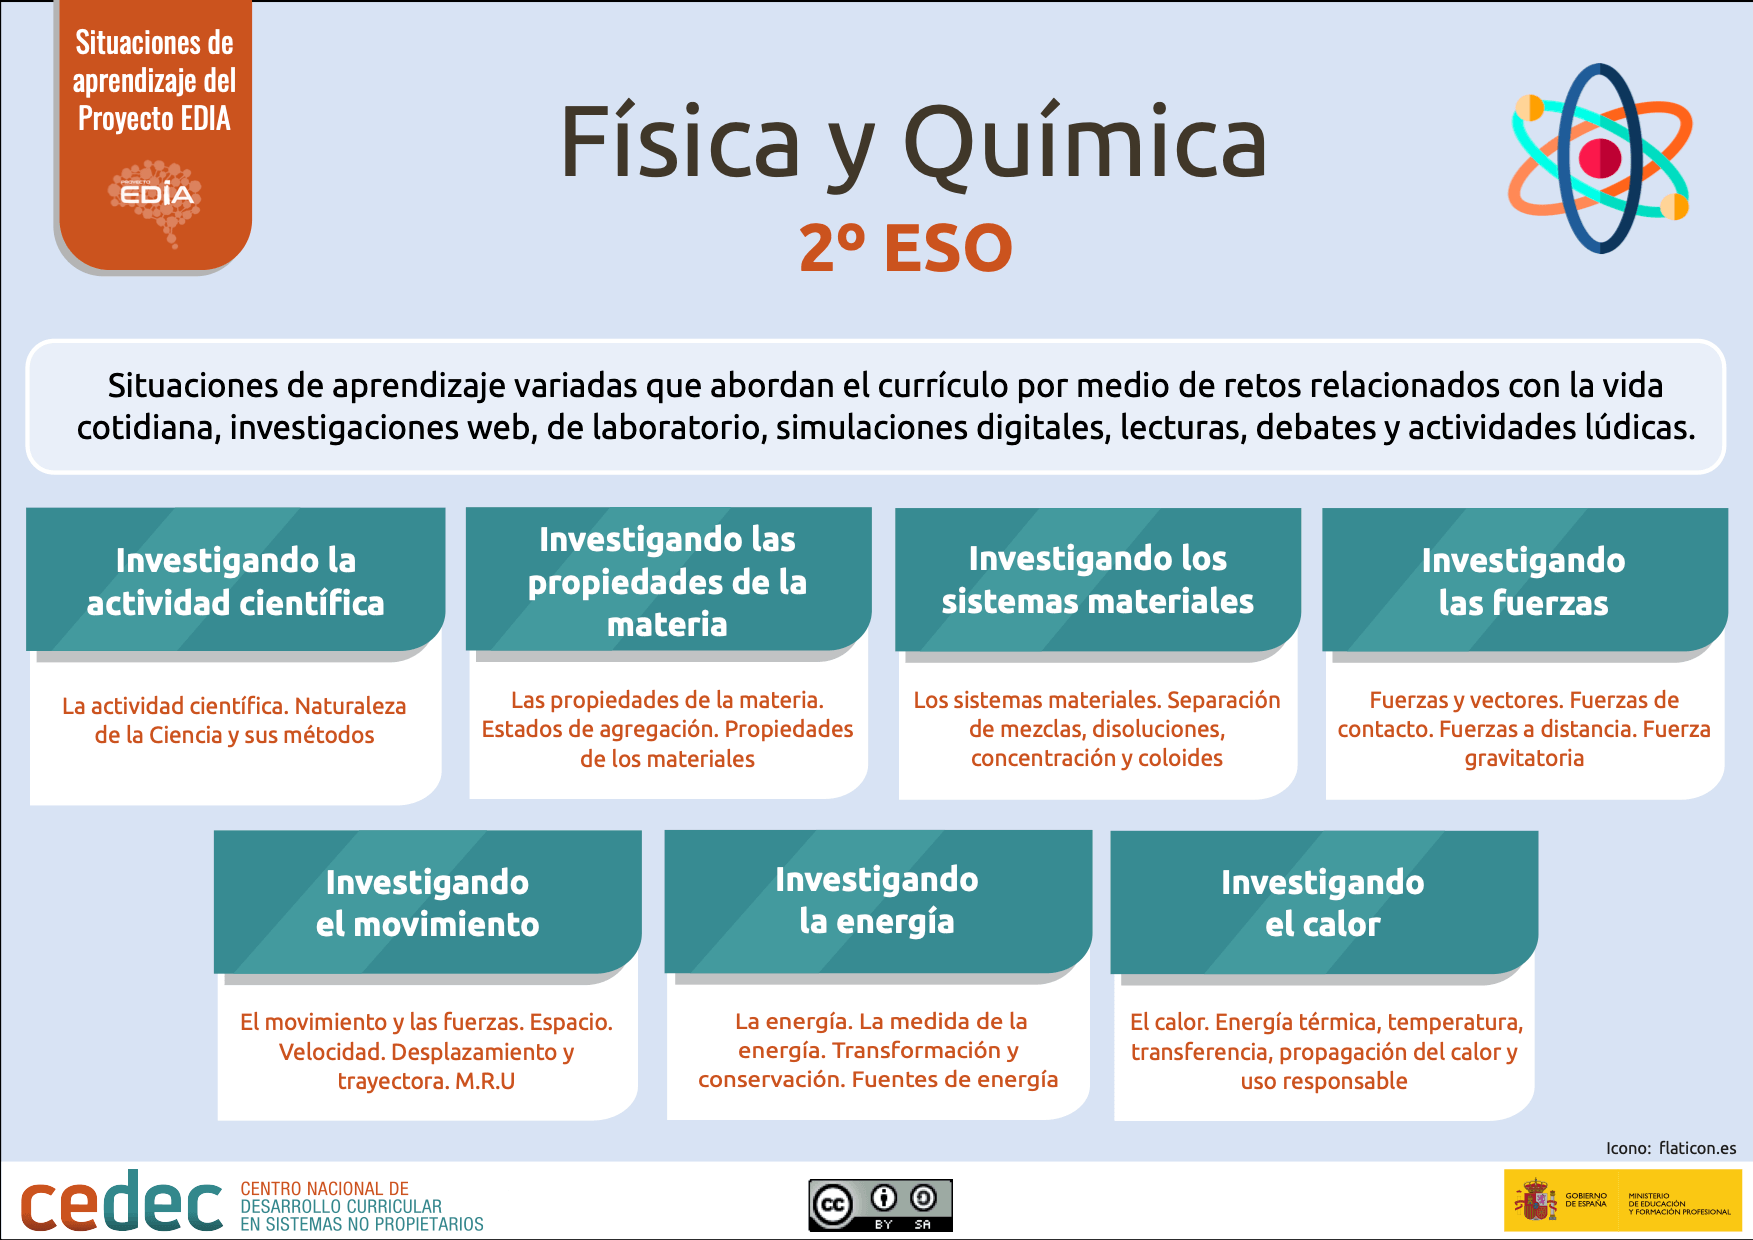 Situaciones de
aprendizaje del
Proyecto EDIA
PROYECTO
EDIA
Física y Química
2º ESO
Situaciones de aprendizaje variadas que abordan el currículo por medio de retos relacionados con la vida
cotidiana, investigaciones web, de laboratorio, simulaciones digitales, lecturas, debates y actividades lúdicas.
Investigando la
actividad científica
La actividad científica. Naturaleza
de la Ciencia y sus métodos
Investigando las
propiedades de la
materia
Las propiedades de la materia.
Estados de agregación. Propiedades
de los materiales
Investigando los
sistemas materiales
Los sistemas materiales. Separación
de mezclas, disoluciones,
concentración y coloides
Investigando
las fuerzas
Fuerzas y vectores. Fuerzas de
contacto. Fuerzas a distancia. Fuerza
gravitatoria
Investigando
el movimiento
El movimiento y las fuerzas. Espacio.
Velocidad. Desplazamiento y
trayectora. M.R.U
Investigando
la energía
La energía. La medida de la
energía. Transformación y
conservación. Fuentes de energía
Investigando
el calor
El calor. Energía térmica, temperatura,
transferencia, propagación del calor y
uso responsable
Icono: flaticon.es
cedec
CENTRO NACIONAL DE
DESARROLLO CURRICULAR
EN SISTEMAS NO PROPIETARIOS
cc
BY SA
GOBIERNO
DE ESPAÑA
MINISTERIO
DE EDUCACIÓN
Y FORMACIÓN PROFESIONAL